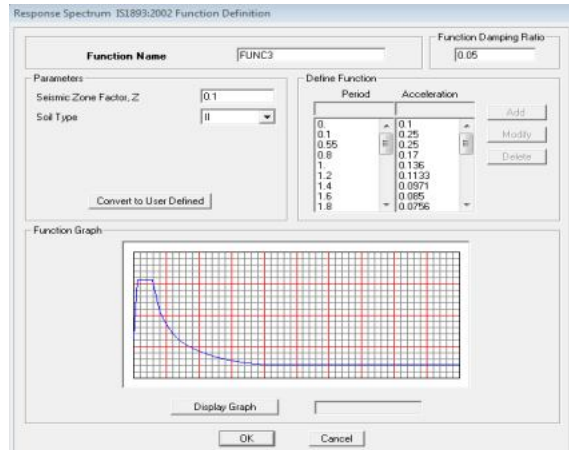 Response Spectrum IS1893:2002 Function Definition
Function Damping Ratio
Function Name
FUNC3
0.05
Parameters
Seismic Zone Factor, Z
0.1
Soil Type
II
Convert to User Defined
Define Function
Period Acceleration
0. 0.1
0.1 0.25
0.55 0.25
0.8 0.17
1. 0.136
1.2 0.1133
1.4 0.0971
1.6 0.085
1.8 0.0756
Add
Modify
Delete
Function Graph
Display Graph
OK Cancel